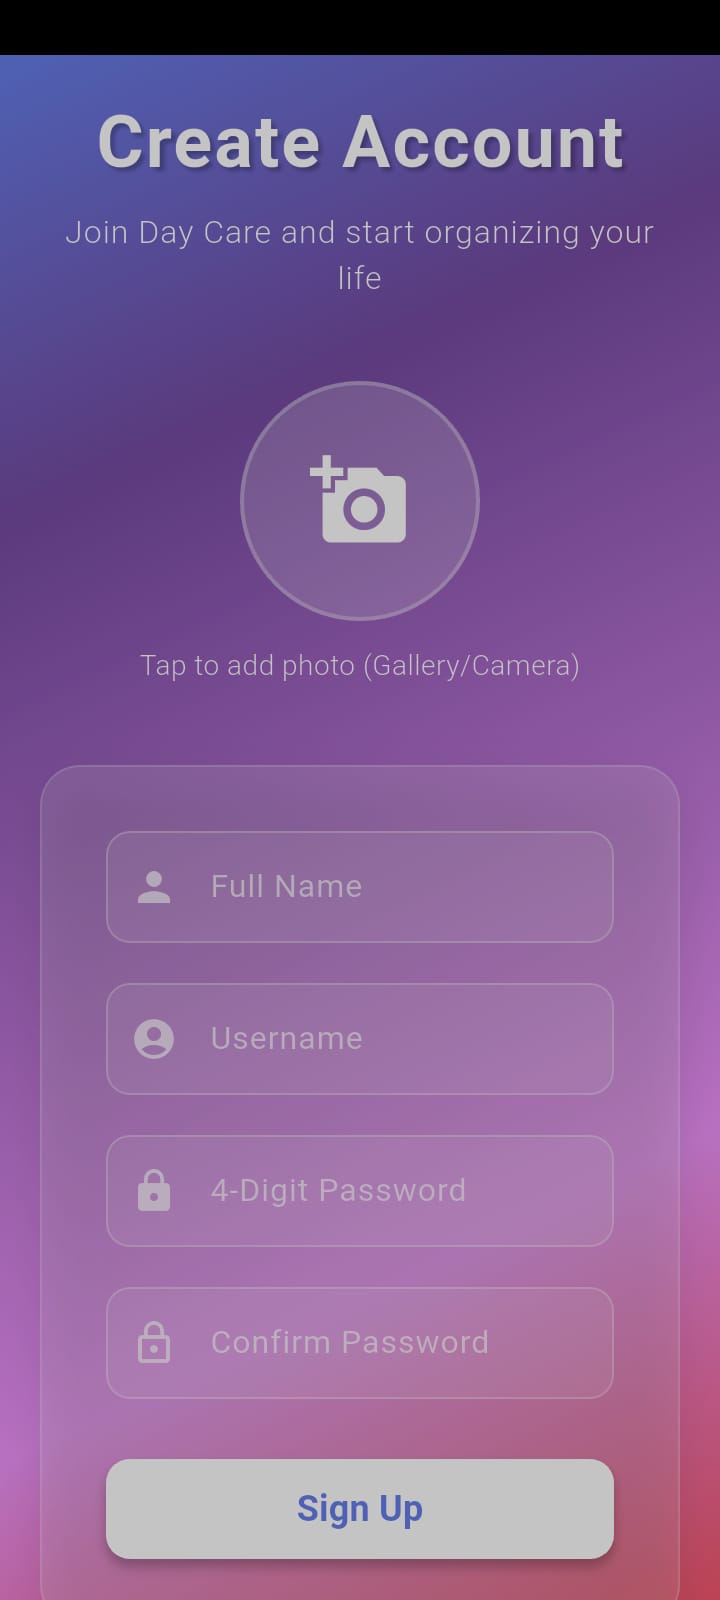 Create Account
Join Day Care and start organizing your
life
Tap to add photo (Gallery/Camera)
Full Name
Username
4-Digit Password
Confirm Password
Sign Up